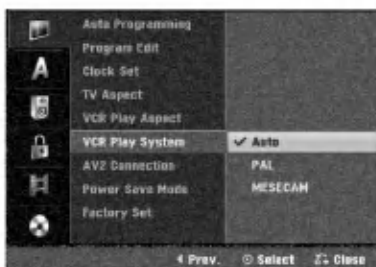 Auto Programming
Program Edit
A
Clock Set
TV Aspect
VCR Play Aspect
VCR Play System ✓ Auto
AV2 Connection PAL
Power Save Mode MESECAM
Factory Set
◀ Prev. ⊙ Select Close